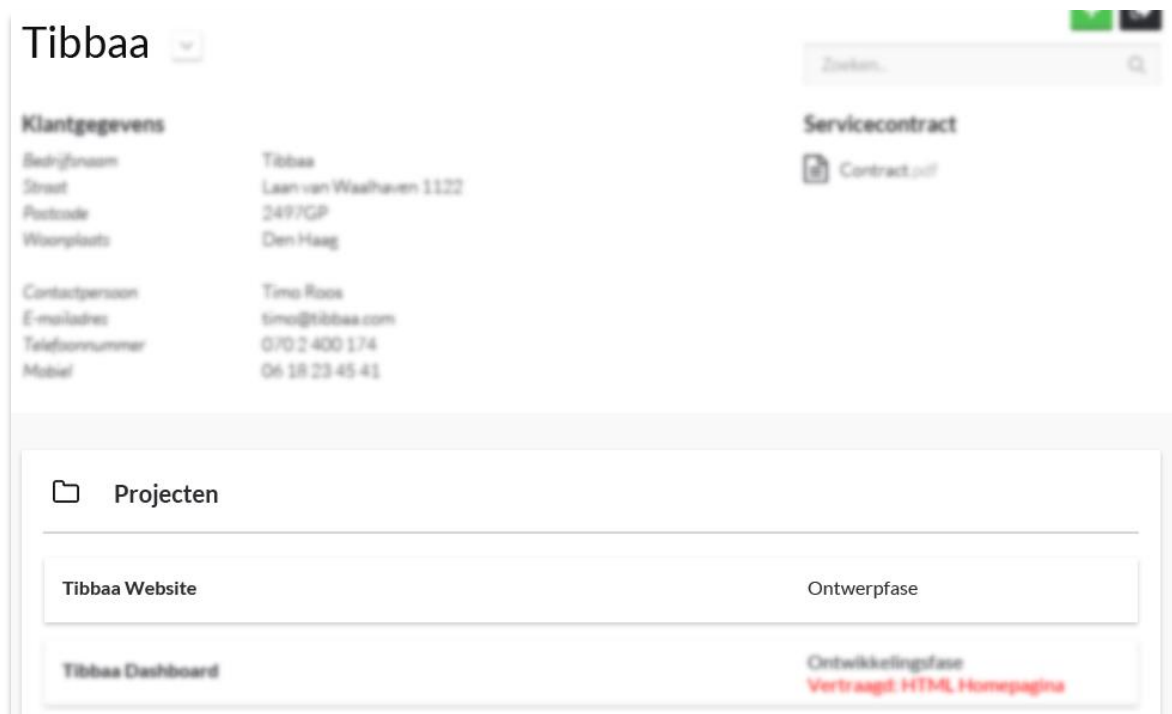 Tibbaa
Zoeken..
Klantgegevens
Servicecontract
Bedrijfsnaam Tibbaa
Contract.pdf
Straat Laan van Waalhaven 1122
Postcode 2497GP
Woonplaats Den Haag
Contactpersoon Timo Roos
E-mailadres timo@tibbaa.com
Telefoonnummer 070 2 400 174
Mobiel 06 18 23 45 41
Projecten
Tibbaa Website Ontwerpfase
Tibbaa Dashboard Ontwikkelingsfase
Vertraagd: HTML Homepagina